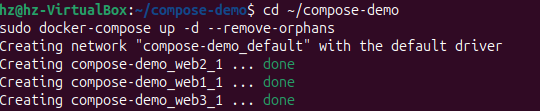 hz@hz-VirtualBox:~/compose-demo$ cd ~/compose-demo
sudo docker-compose up -d --remove-orphans
Creating network "compose-demo_default" with the default driver
Creating compose-demo_web2_1 ... done
Creating compose-demo_web1_1 ... done
Creating compose-demo_web3_1 ... done